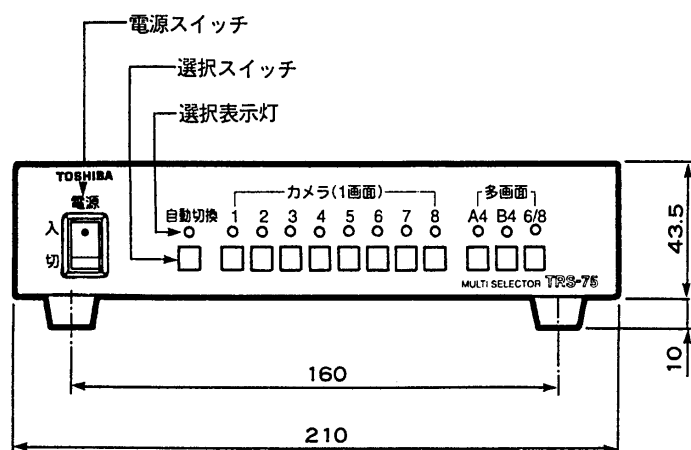 電源スイッチ
選択スイッチ
選択表示灯
TOSHIBA
電源
入
切
自動切換
カメラ(1画面)
1 2 3 4 5 6 7 8
多画面
A4 B4 6/8
MULTI SELECTOR TRS-75
43.5
10
160
210